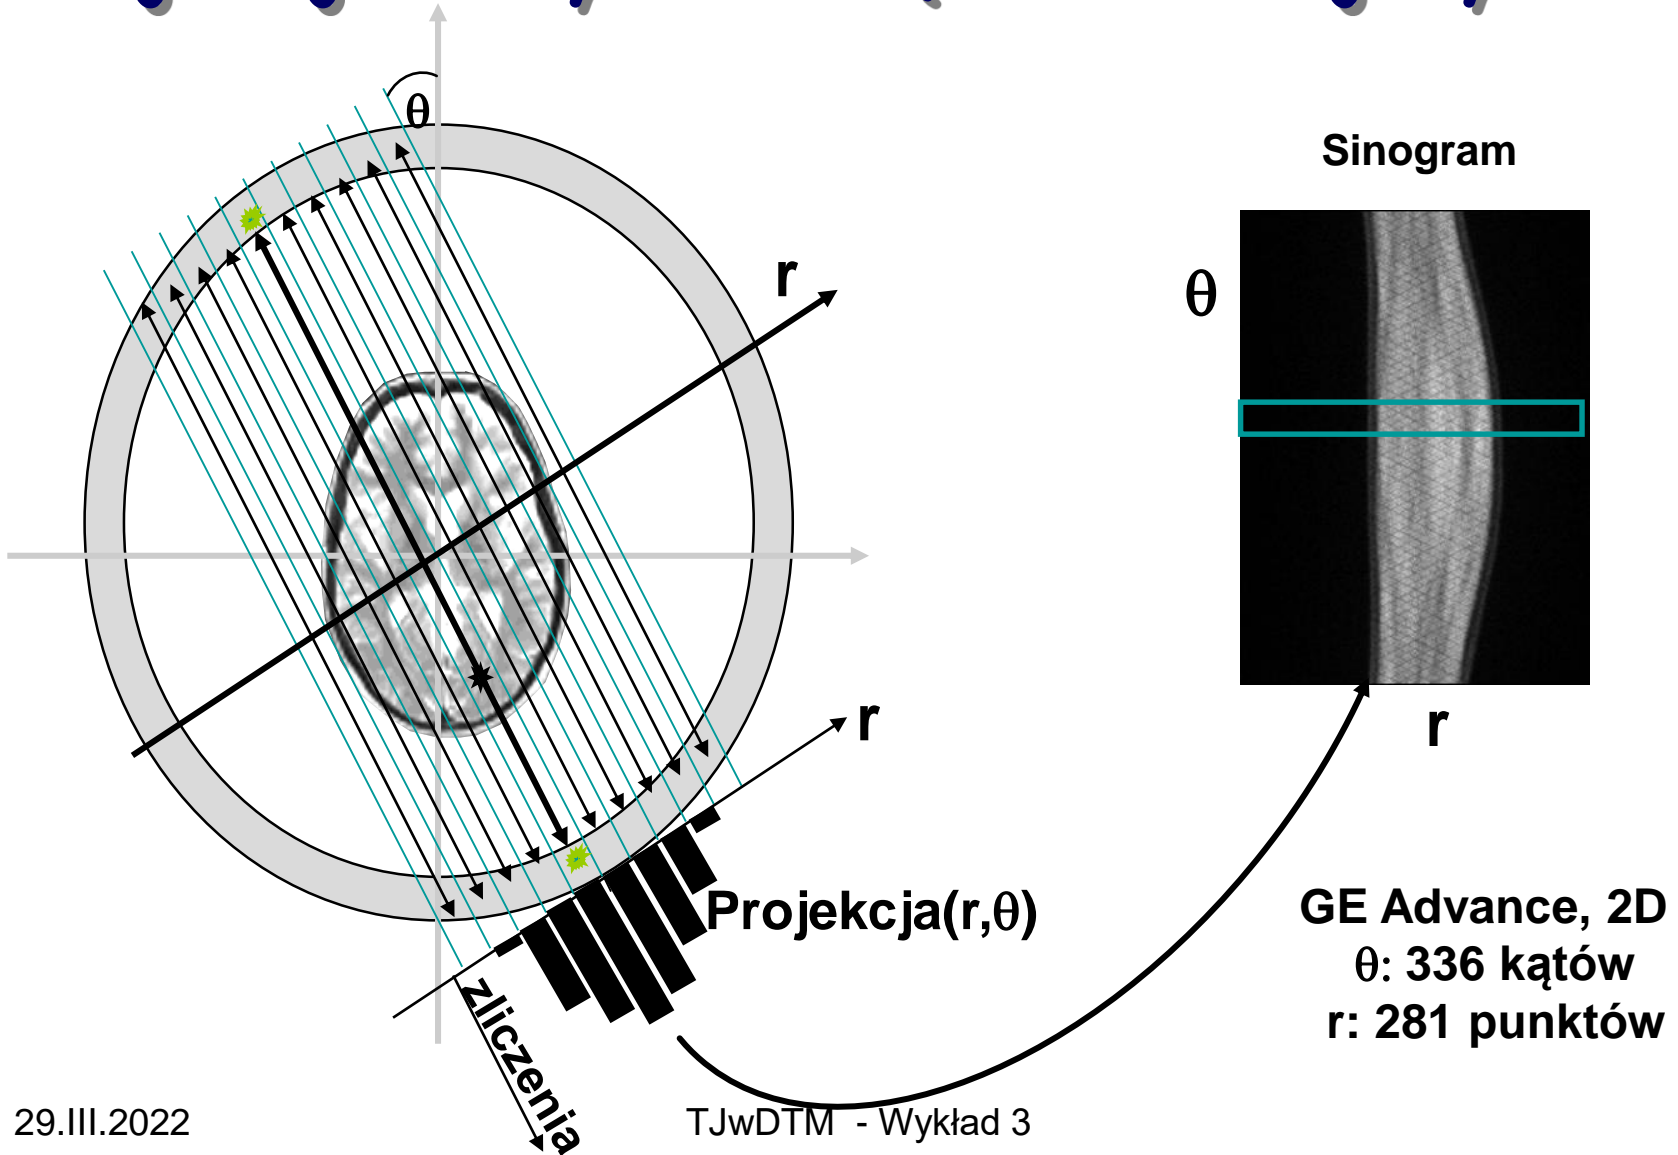 θ
Sinogram
r
θ
r
r
Projekcja(r,θ)
GE Advance, 2D
θ: 336 kątów
r: 281 punktów
zliczenia
29.III.2022
TJwDTM - Wykład 3